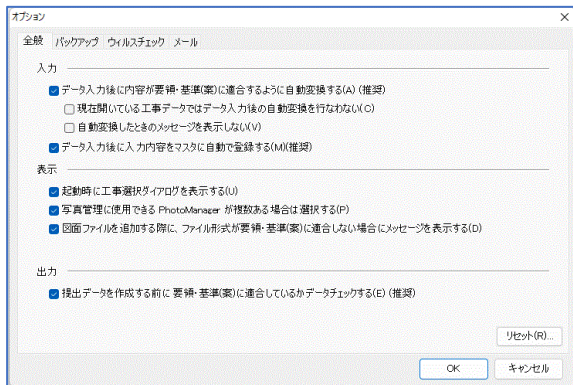 オプション
全般 バックアップ ウィルスチェック メール
入力
データ入力後に内容が要領・基準(案)に適合するように自動変換する(A) (推奨)
現在開いている工事データではデータ入力後の自動変換を行なわない(C)
自動変換したときのメッセージを表示しない(V)
データ入力後に入力内容をマスタに自動で登録する(M)(推奨)
表示
起動時に工事選択ダイアログを表示する(U)
写真管理に使用できる PhotoManager が複数ある場合は選択する(P)
図面ファイルを追加する際に、ファイル形式が要領・基準(案)に適合しない場合にメッセージを表示する(D)
出力
提出データを作成する前に要領・基準(案)に適合しているかデータチェックする(E) (推奨)
リセット(R)...
OK キャンセル